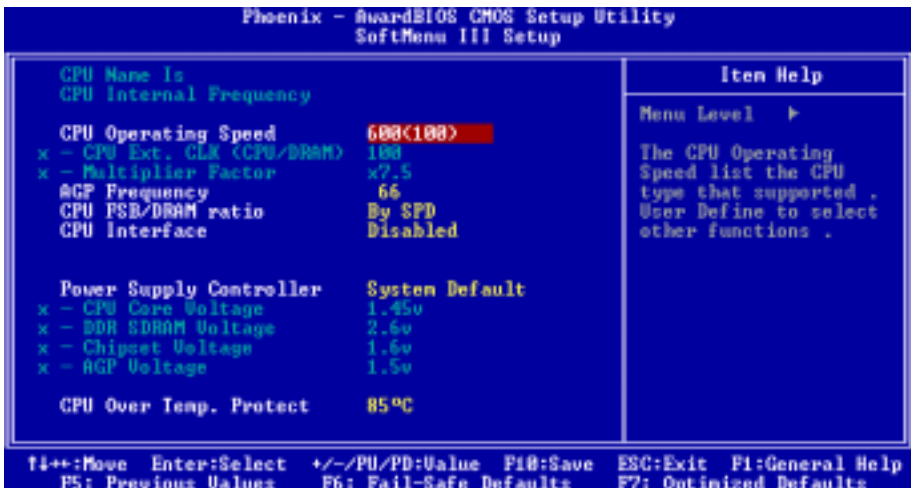 Phoenix - AwardBIOS CMOS Setup Utility
SoftMenu III Setup
CPU Name Is
CPU Internal Frequency
CPU Operating Speed 600(100)
x - CPU Ext. CLK (CPU/DRAM) 100
x - Multiplier Factor x7.5
AGP Frequency 66
CPU FSB/DRAM ratio By SPD
CPU Interface Disabled
Power Supply Controller System Default
x - CPU Core Voltage 1.45v
x - DDR SDRAM Voltage 2.6v
x - Chipset Voltage 1.6v
x - AGP Voltage 1.5v
CPU Over Temp. Protect 85°C
Item Help
Menu Level ►
The CPU Operating
Speed list the CPU
type that supported .
User Define to select
other functions .
↑↓→←:Move Enter:Select +/-/PU/PD:Value F10:Save ESC:Exit F1:General Help
F5: Previous Values F6: Fail-Safe Defaults F7: Optimized Defaults